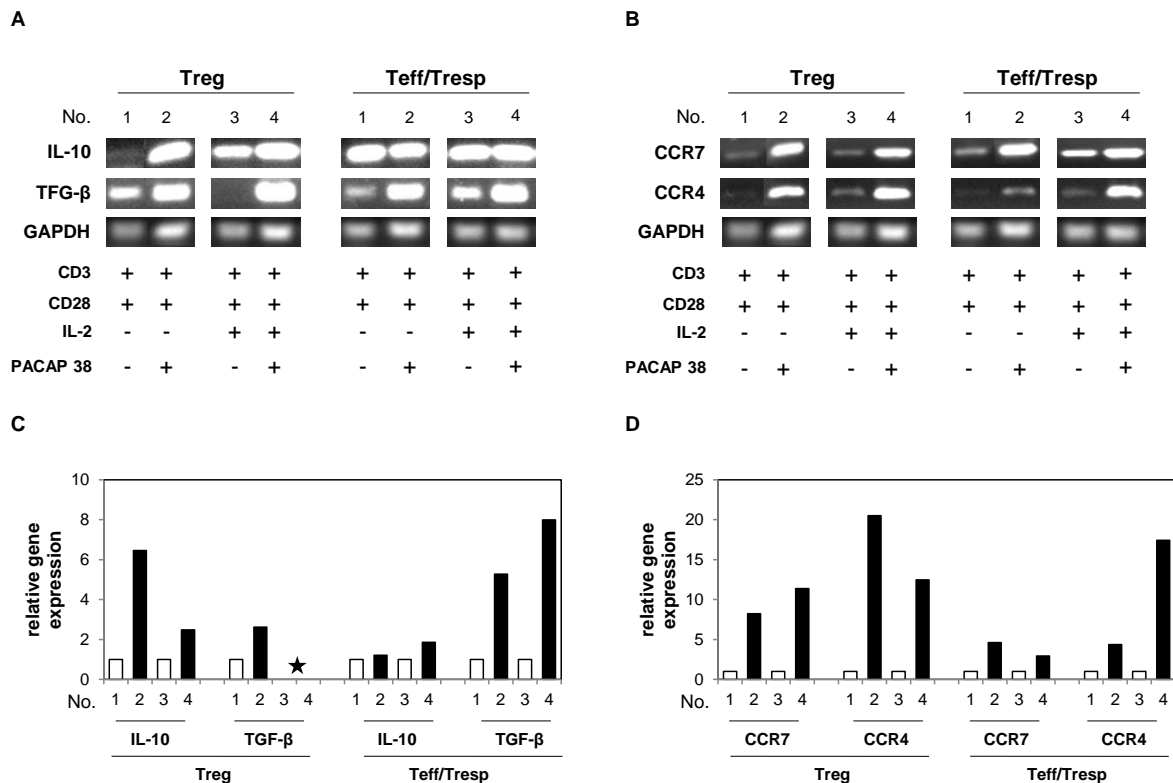 A
Treg Teff/Tresp
No. 1 2 3 4 1 2 3 4
IL-10
TFG-β
GAPDH
CD3 + + + + + + + +
CD28 + + + + + + + +
IL-2 - - + + - - + +
PACAP 38 - + - + - + - +
B
Treg Teff/Tresp
No. 1 2 3 4 1 2 3 4
CCR7
CCR4
GAPDH
CD3 + + + + + + + +
CD28 + + + + + + + +
IL-2 - - + + - - + +
PACAP 38 - + - + - + - +
C
relative gene
expression
10
8
6
4
2
0
No. 1 2 3 4 1 2 3 4 1 2 3 4 1 2 3 4
IL-10 TGF-β IL-10 TGF-β
Treg Teff/Tresp
D
relative gene
expression
25
20
15
10
5
0
No. 1 2 3 4 1 2 3 4 1 2 3 4 1 2 3 4
CCR7 CCR4 CCR7 CCR4
Treg Teff/Tresp